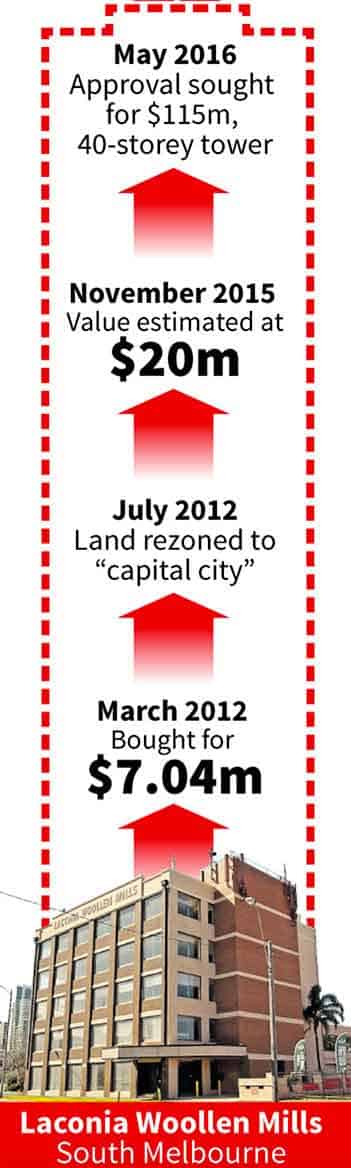 May 2016
Approval sought
for $115m,
40-storey tower
November 2015
Value estimated at
$20m
July 2012
Land rezoned to
“capital city”
March 2012
Bought for
$7.04m
LACONIA WOOLLEN MILLS
Laconia Woollen Mills
South Melbourne